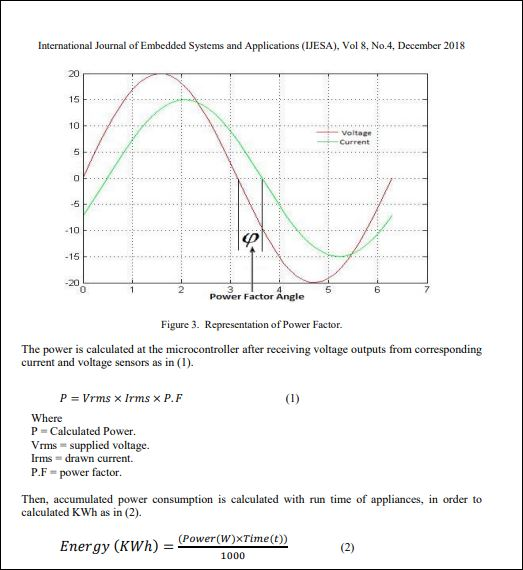 International Journal of Embedded Systems and Applications (IJESA), Vol 8, No.4, December 2018
20
15
10
5
0
-5
-10
-15
-20
0 1 2 3 4 5 6 7
Voltage
Current
φ
Power Factor Angle
Figure 3. Representation of Power Factor.
The power is calculated at the microcontroller after receiving voltage outputs from corresponding
current and voltage sensors as in (1).
P = Vrms × Irms × P.F (1)
Where
P = Calculated Power.
Vrms = supplied voltage.
Irms = drawn current.
P.F = power factor.
Then, accumulated power consumption is calculated with run time of appliances, in order to
calculated KWh as in (2).
Energy (KWh) = (Power(W)×Time(t))/1000 (2)